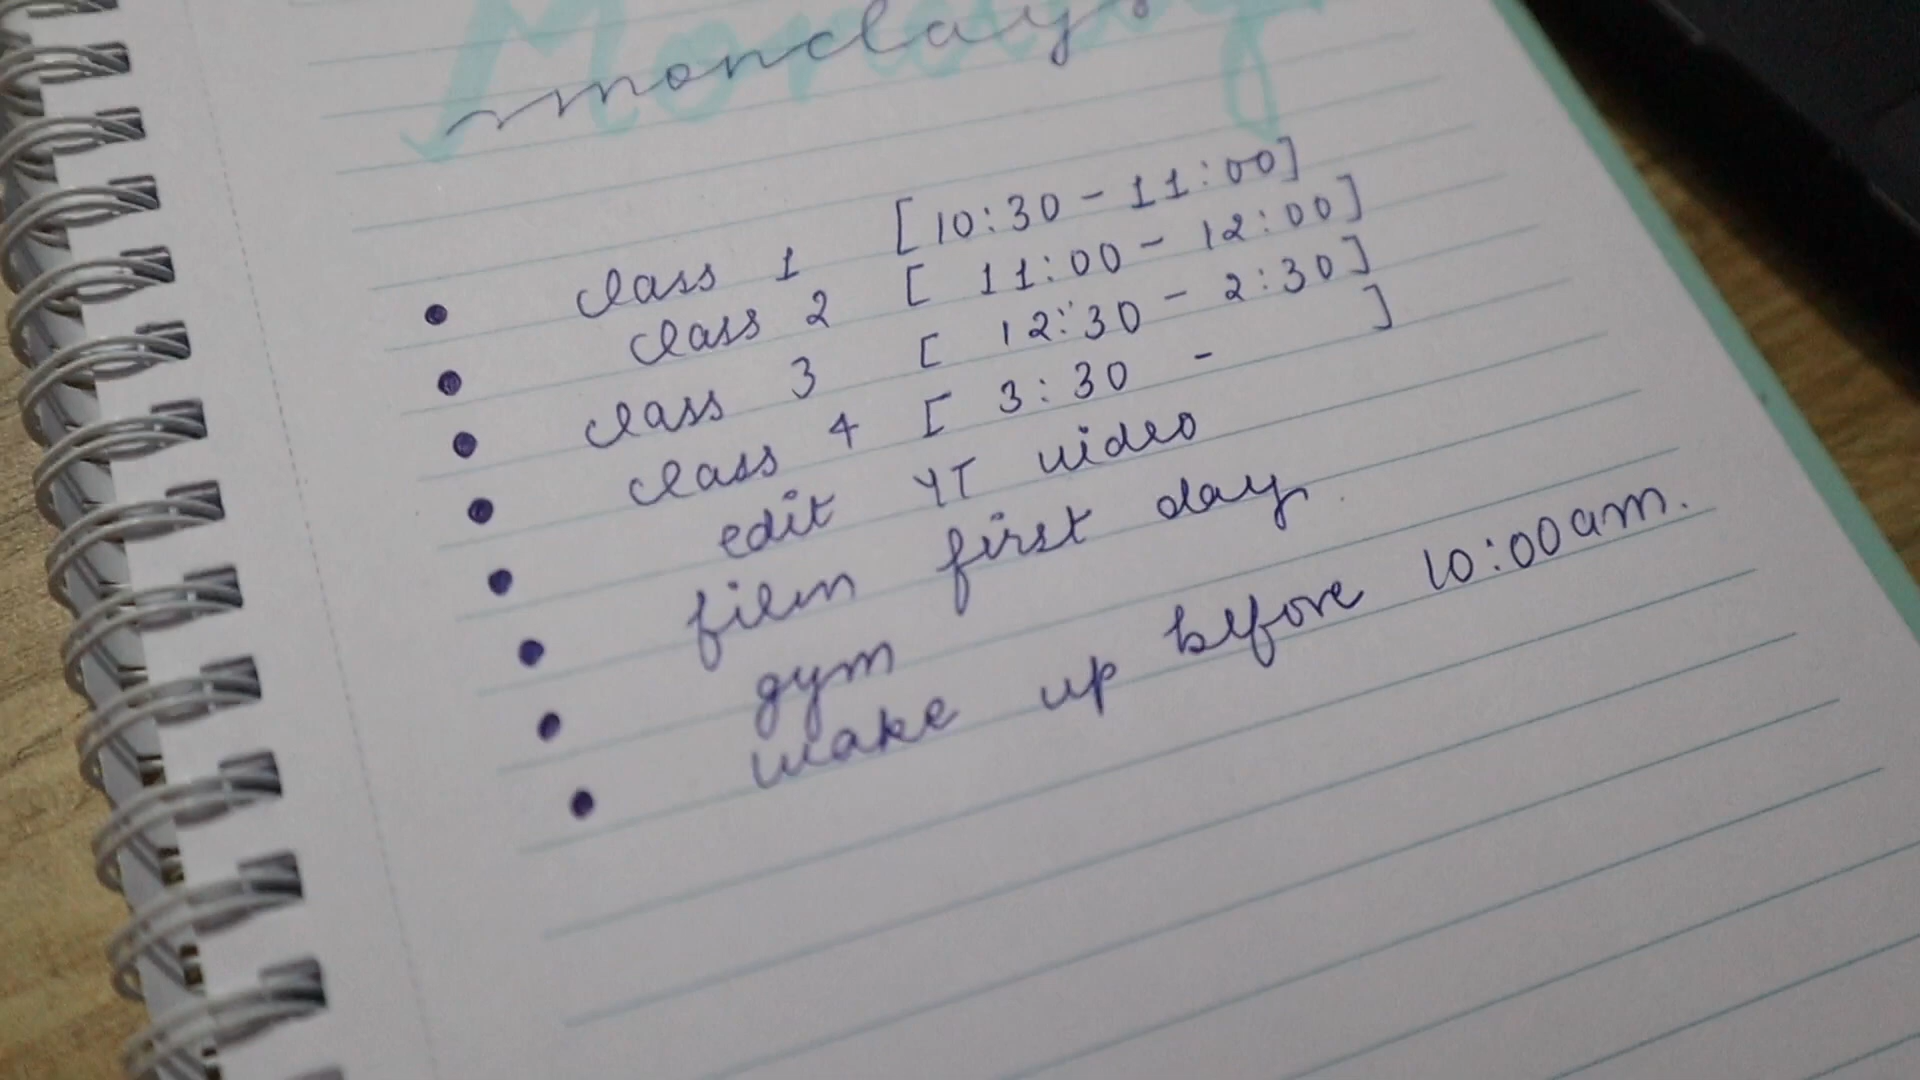 Monday
monday
• class 1 [10:30 - 11:00]
• class 2 [11:00 - 12:00]
• class 3 [12:30 - 2:30]
• class 4 [3:30 - ]
• edit YT video
• film first day.
• gym
• wake up before 10:00am.